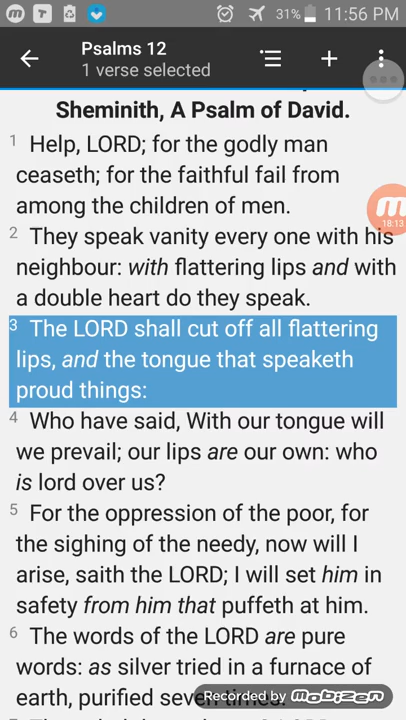 31% 11:56 PM
Psalms 12
1 verse selected
Sheminith, A Psalm of David.
1 Help, LORD; for the godly man
ceaseth; for the faithful fail from
among the children of men.
18:13
2 They speak vanity every one with his
neighbour: with flattering lips and with
a double heart do they speak.
3 The LORD shall cut off all flattering
lips, and the tongue that speaketh
proud things:
4 Who have said, With our tongue will
we prevail; our lips are our own: who
is lord over us?
5 For the oppression of the poor, for
the sighing of the needy, now will I
arise, saith the LORD; I will set him in
safety from him that puffeth at him.
6 The words of the LORD are pure
words: as silver tried in a furnace of
earth, purified seven times.
Recorded by mobizen